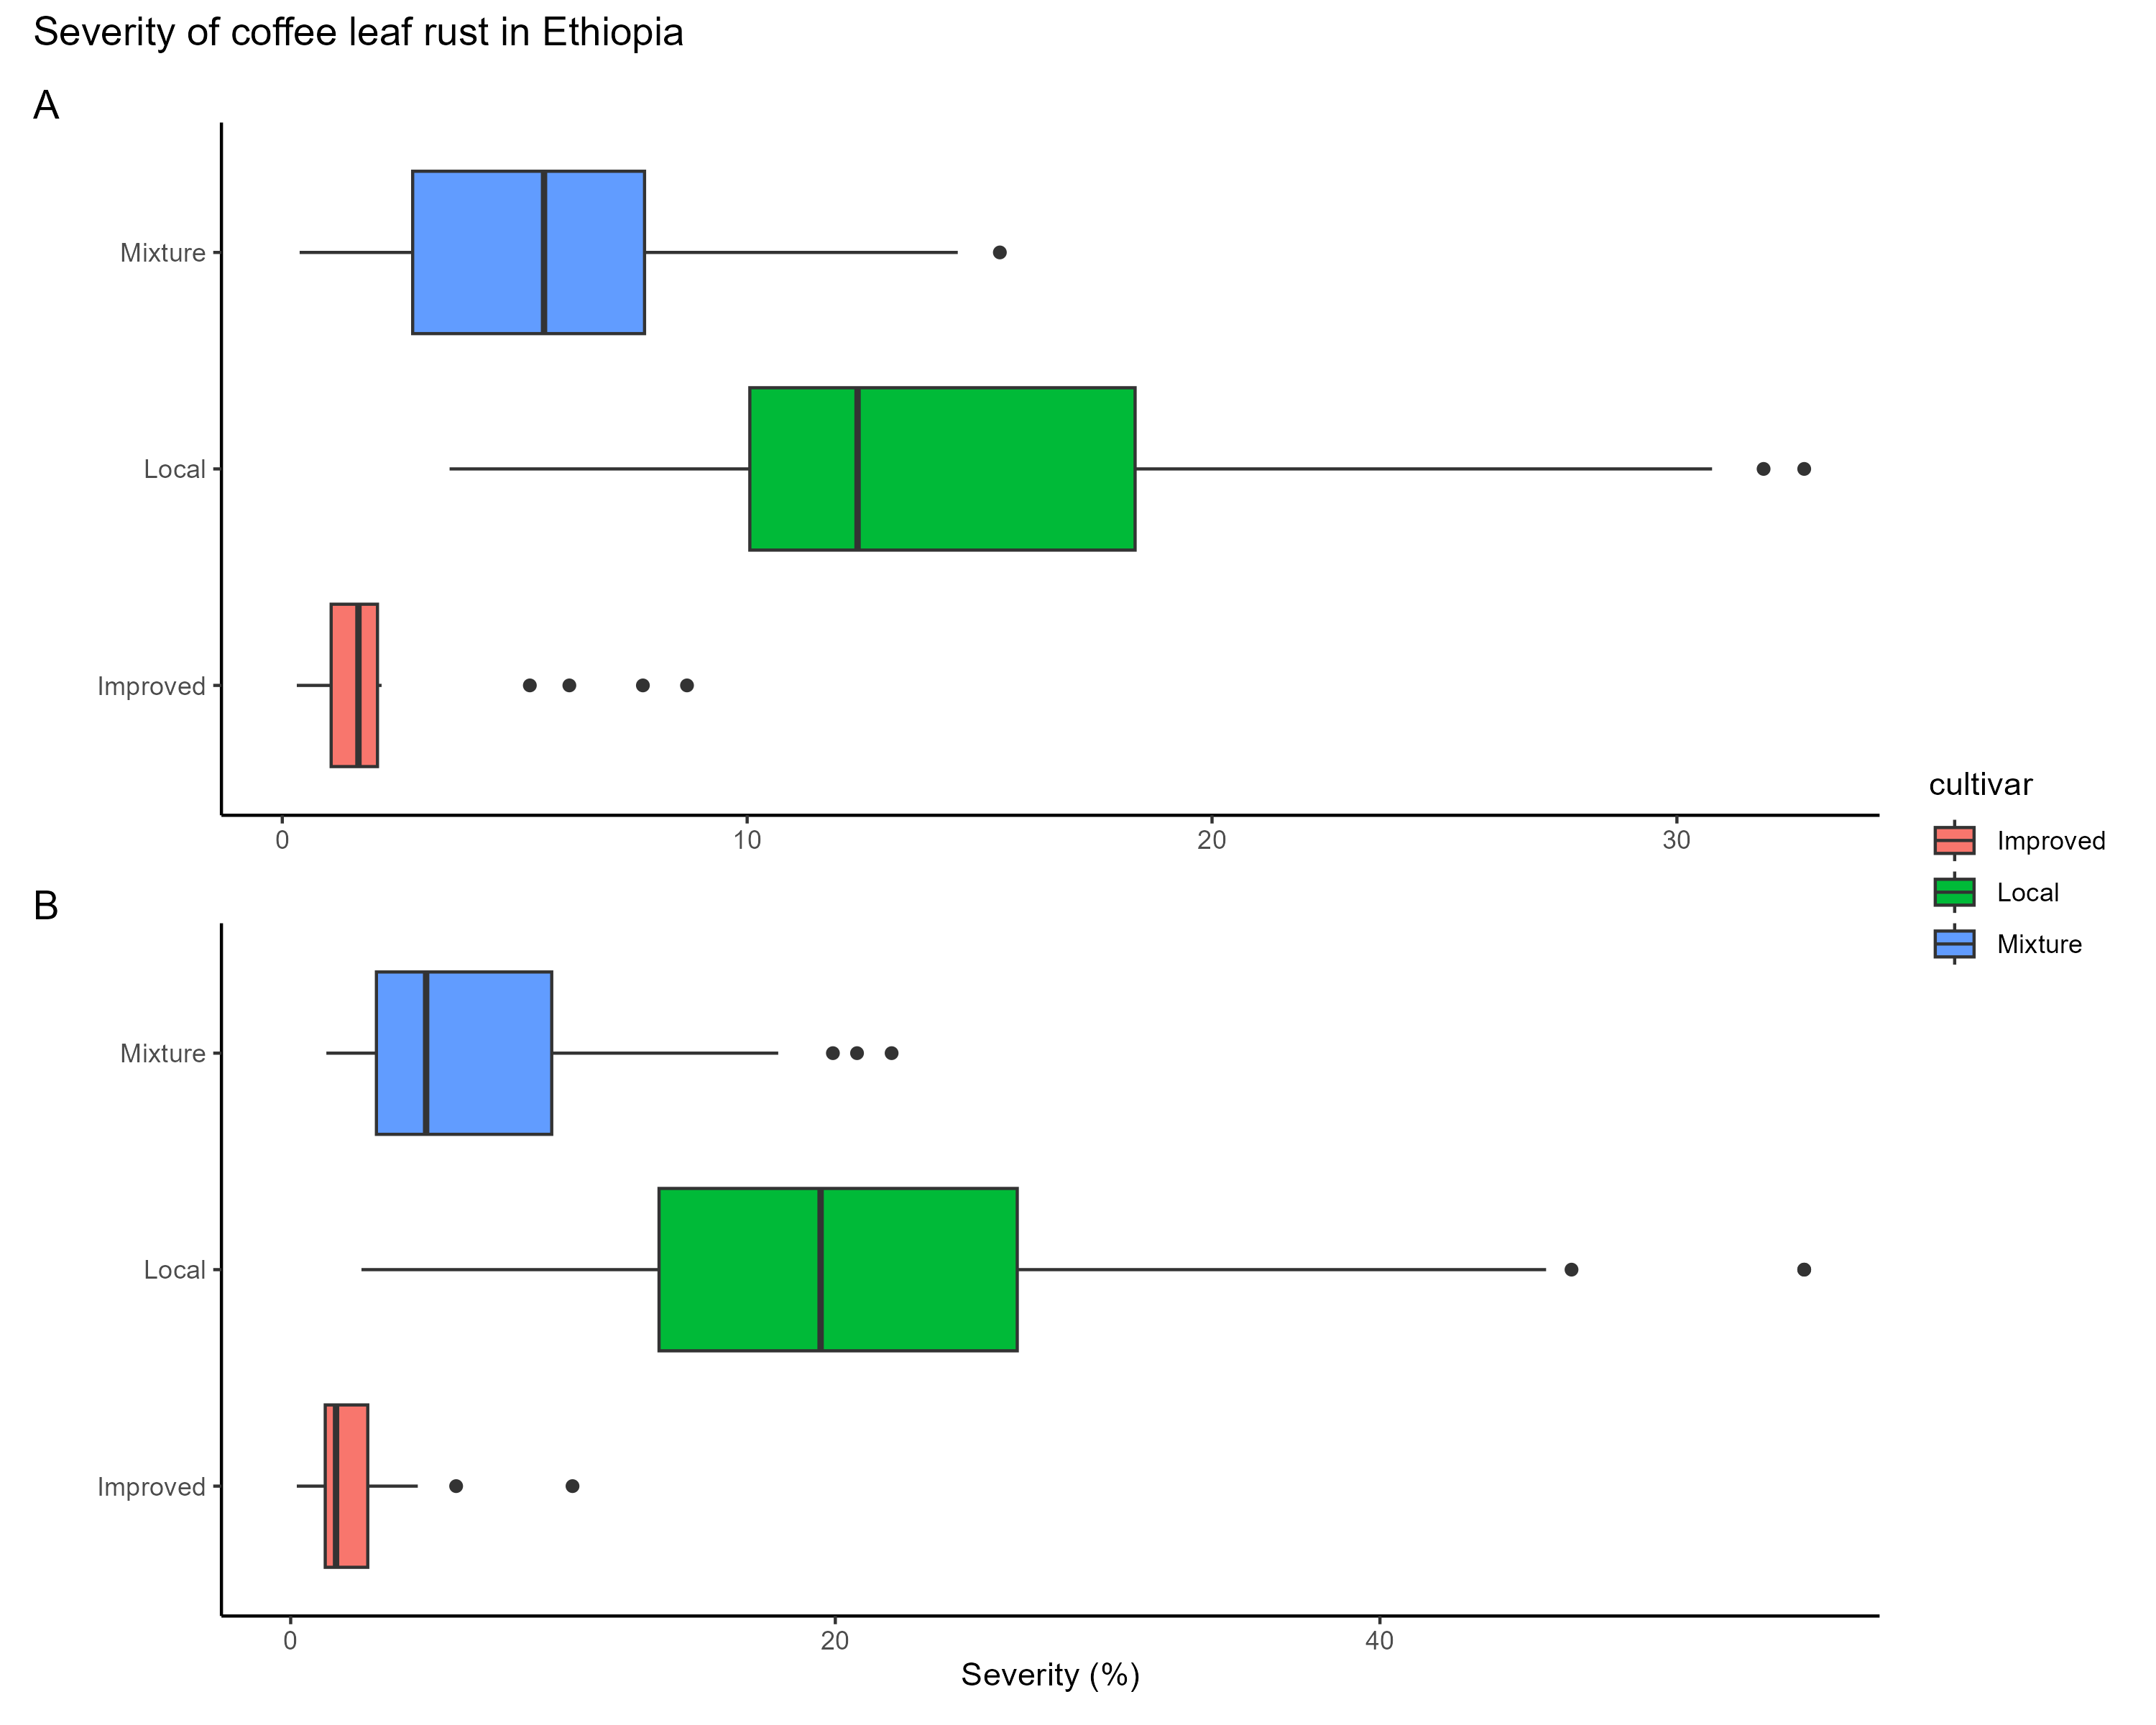 Severity of coffee leaf rust in Ethiopia
A
Mixture
Local
Improved
0 10 20 30
B
Mixture
Local
Improved
0 20 40
Severity (%)
cultivar
Improved
Local
Mixture